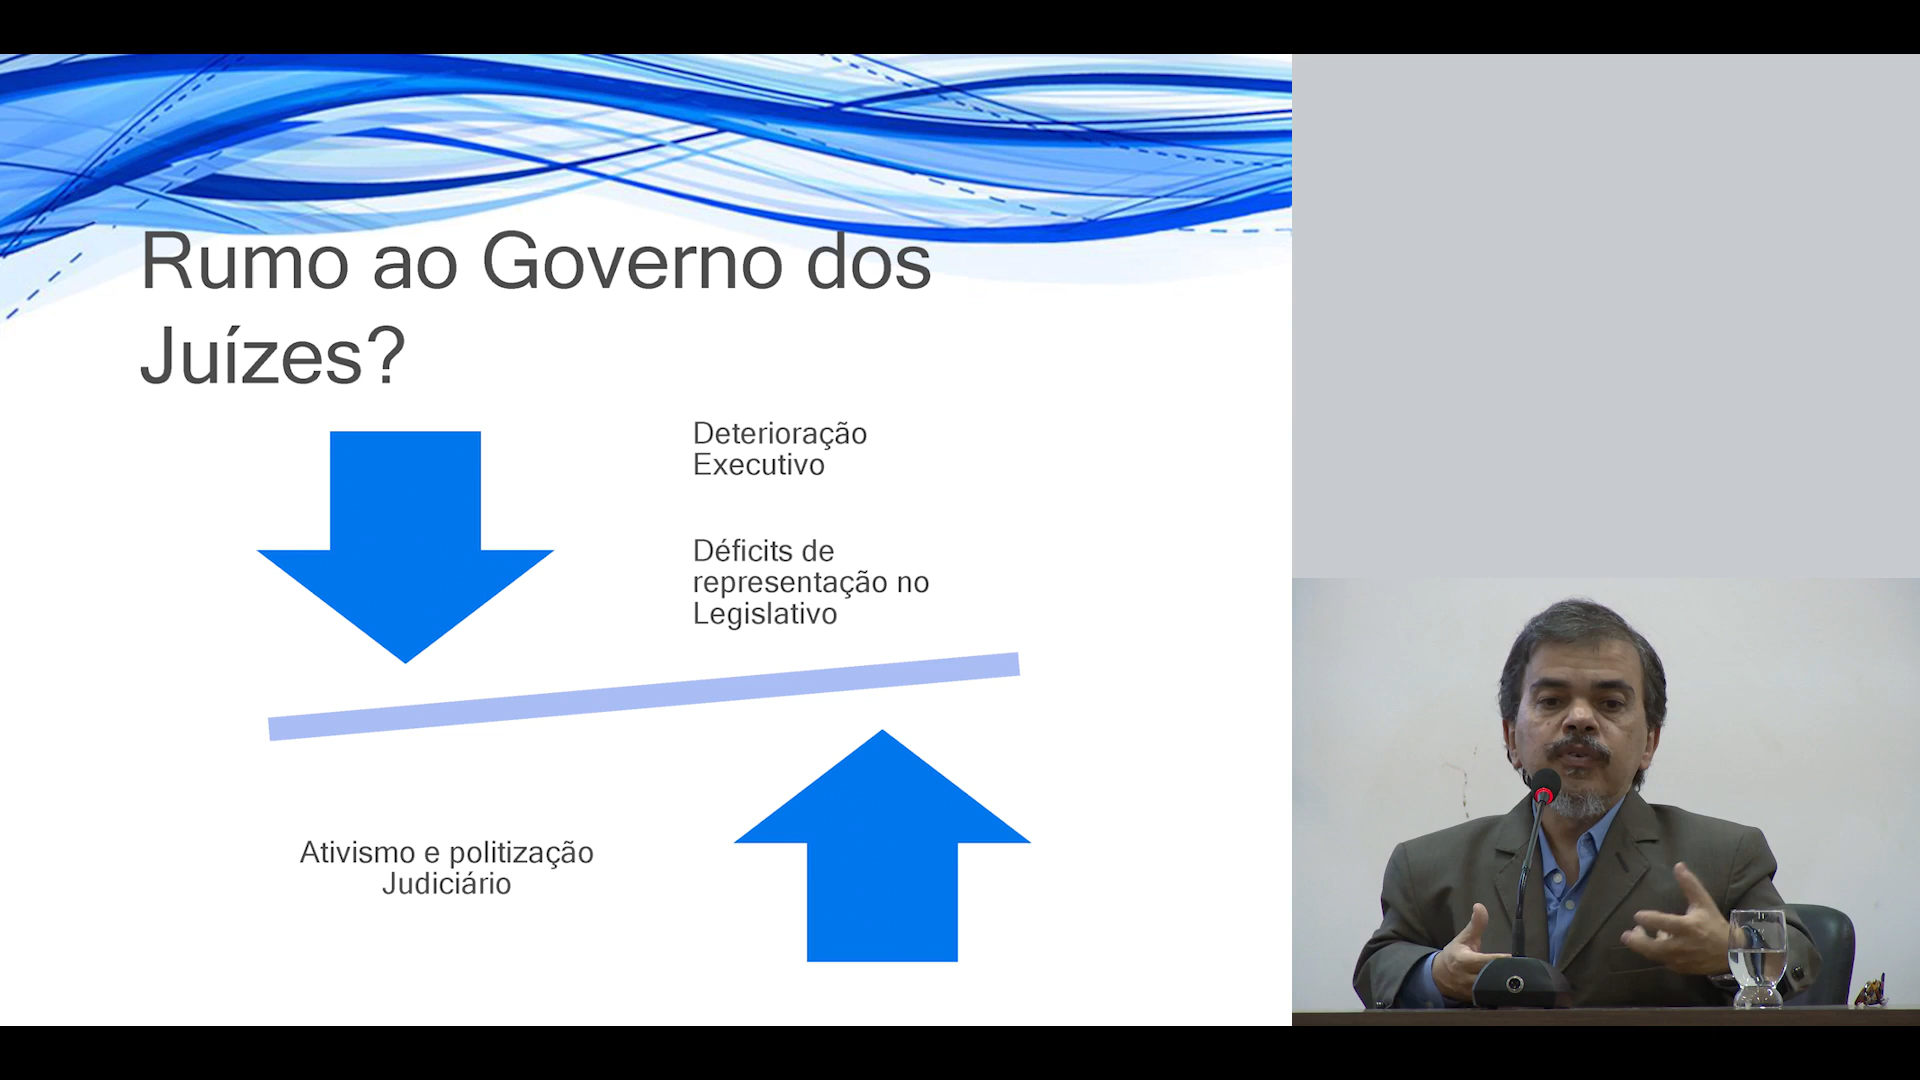 Rumo ao Governo dos
Juízes?
Deterioração
Executivo
Déficits de
representação no
Legislativo
Ativismo e politização
Judiciário